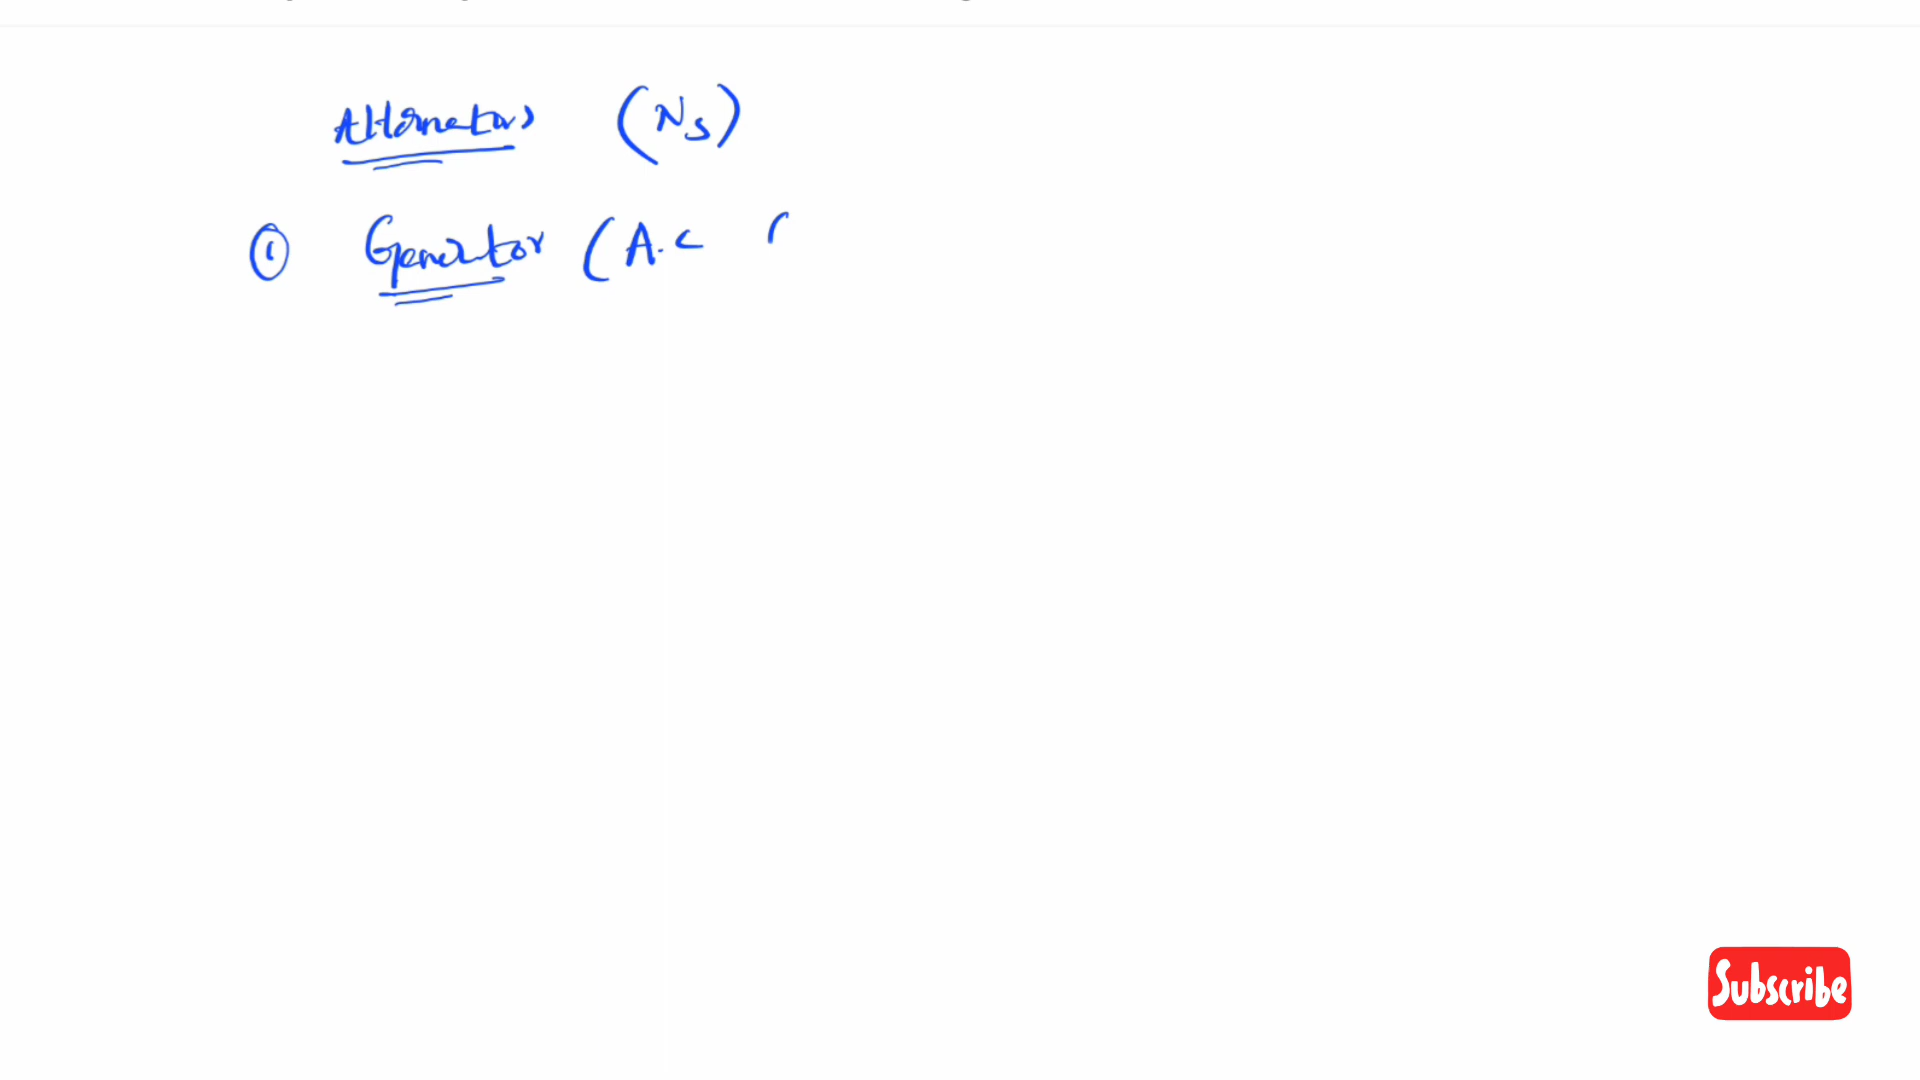 Alternators (Ns)
① Generator (A.C (
Subscribe